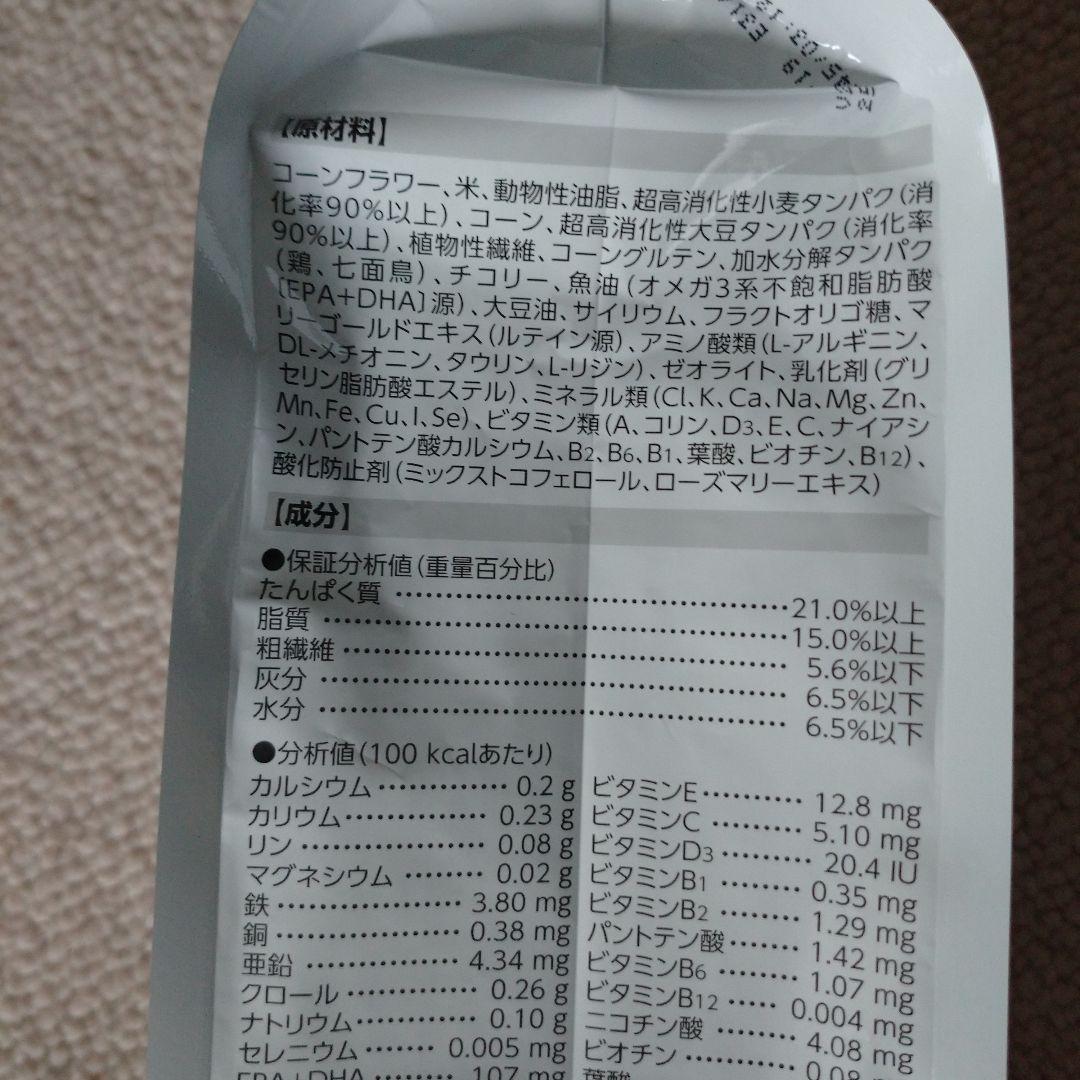 【原材料】
コーンフラワー、米、動物性油脂、超高消化性小麦タンパク(消
化率90%以上)、コーン、超高消化性大豆タンパク(消化率
90%以上)、植物性繊維、コーングルテン、加水分解タンパク
(鶏、七面鳥)、チコリー、魚油(オメガ3系不飽和脂肪酸
〔EPA+DHA〕源)、大豆油、サイリウム、フラクトオリゴ糖、マ
リーゴールドエキス(ルテイン源)、アミノ酸類(L-アルギニン、
DL-メチオニン、タウリン、L-リジン)、ゼオライト、乳化剤(グリ
セリン脂肪酸エステル)、ミネラル類(Cl、K、Ca、Na、Mg、Zn、
Mn、Fe、Cu、I、Se)、ビタミン類(A、コリン、D3、E、C、ナイアシ
ン、パントテン酸カルシウム、B2、B6、B1、葉酸、ビオチン、B12)、
酸化防止剤(ミックストコフェロール、ローズマリーエキス)
【成分】
●保証分析値(重量百分比)
たんぱく質 21.0%以上
脂質 15.0%以上
粗繊維 5.6%以下
灰分 6.5%以下
水分 6.5%以下
●分析値(100 kcalあたり)
カルシウム 0.2 g
カリウム 0.23 g
リン 0.08 g
マグネシウム 0.02 g
鉄 3.80 mg
銅 0.38 mg
亜鉛 4.34 mg
クロール 0.26 g
ナトリウム 0.10 g
セレニウム 0.005 mg
EPA+DHA 107 mg
ビタミンE 12.8 mg
ビタミンC 5.10 mg
ビタミンD3 20.4 IU
ビタミンB1 0.35 mg
ビタミンB2 1.29 mg
パントテン酸 1.42 mg
ビタミンB6 1.07 mg
ビタミンB12 0.004 mg
ニコチン酸 4.08 mg
ビオチン 0.08 mg
葉酸